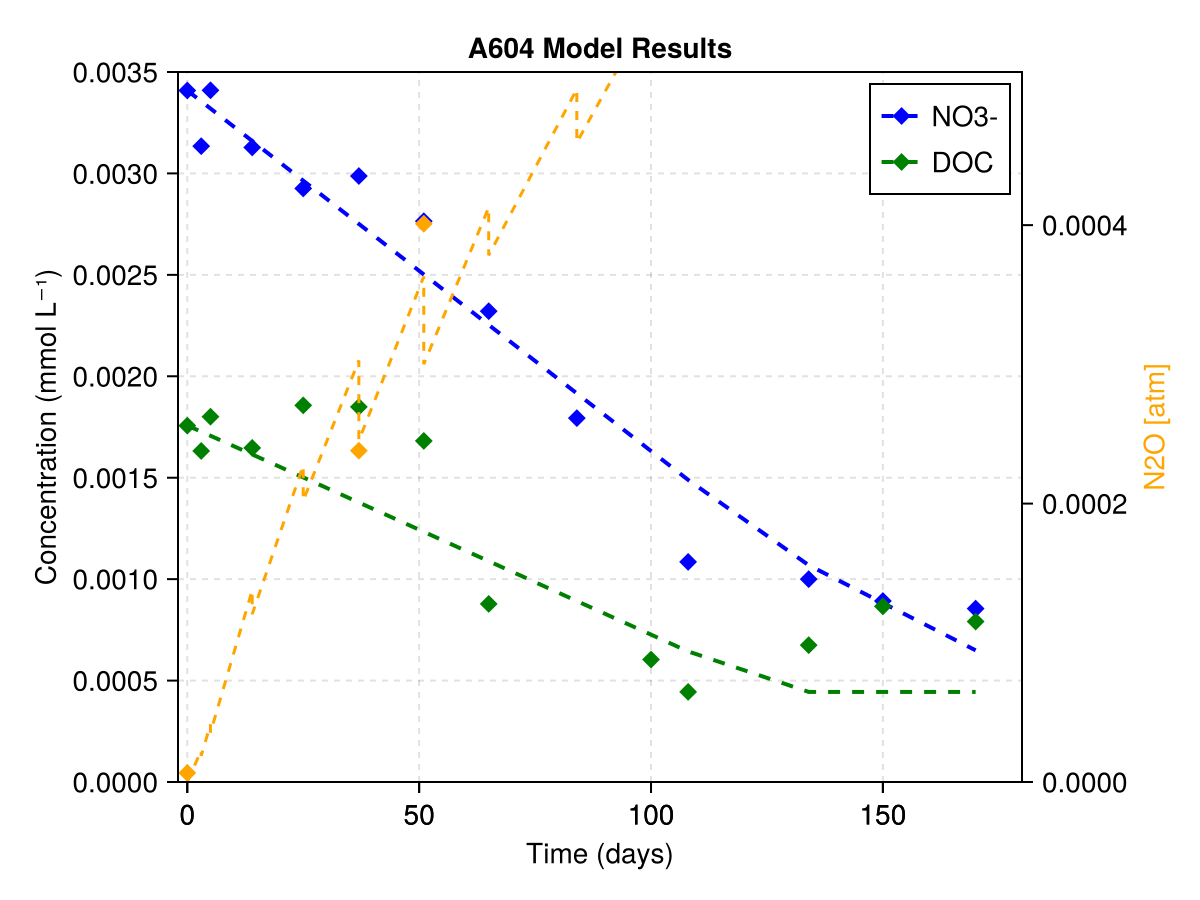 A604 Model Results
0.0035
0.0030
0.0025
0.0020
0.0015
0.0010
0.0005
0.0000
Concentration (mmol L⁻¹)
NO3-
DOC
0.0004
0.0002
0.0000
N2O [atm]
0 50 100 150
Time (days)